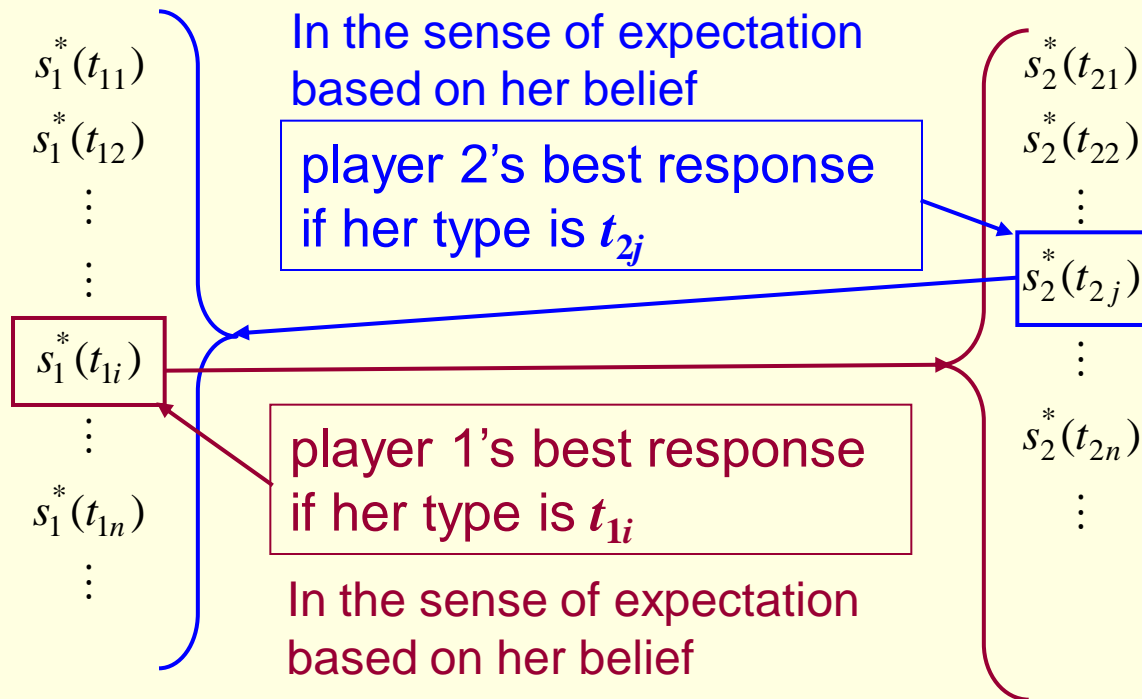 s₁*(t₁₁)
s₁*(t₁₂)
⋮
⋮
s₁*(t₁ᵢ)
⋮
s₁*(t₁ₙ)
⋮
In the sense of expectation
based on her belief
player 2’s best response
if her type is t₂ⱼ
player 1’s best response
if her type is t₁ᵢ
In the sense of expectation
based on her belief
s₂*(t₂₁)
s₂*(t₂₂)
⋮
s₂*(t₂ⱼ)
⋮
s₂*(t₂ₙ)
⋮